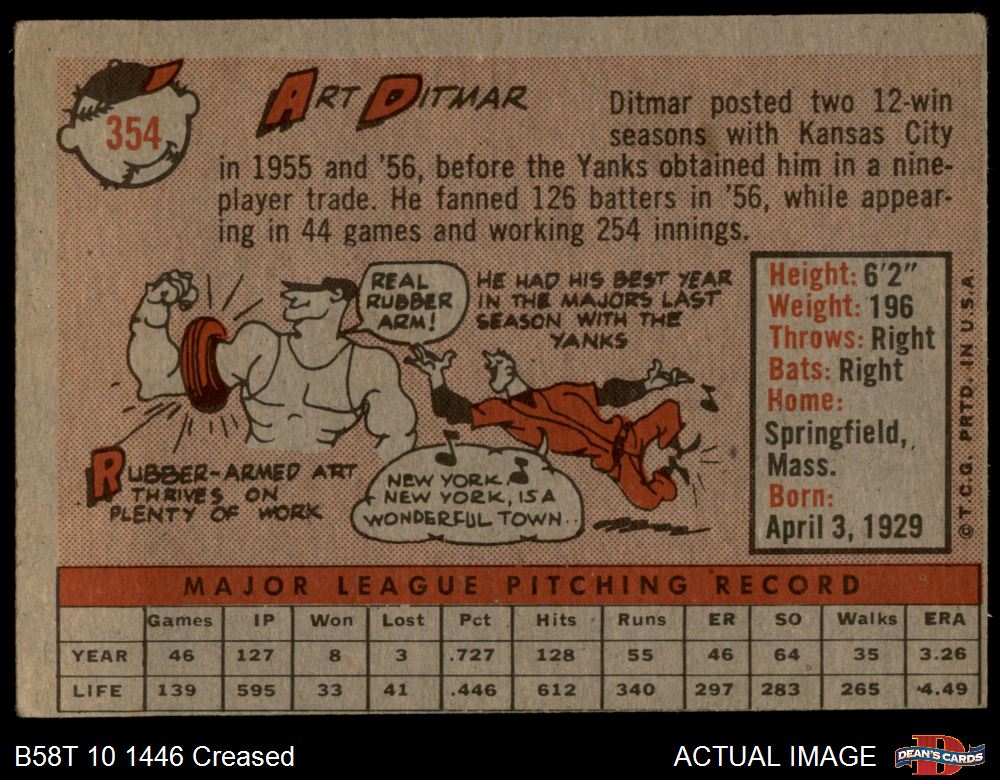 354
ART DITMAR
Ditmar posted two 12-win
seasons with Kansas City
in 1955 and '56, before the Yanks obtained him in a nine-
player trade. He fanned 126 batters in '56, while appear-
ing in 44 games and working 254 innings.
REAL
RUBBER
ARM!
HE HAD HIS BEST YEAR
IN THE MAJORS LAST
SEASON WITH THE
YANKS
RUBBER-ARMED ART
THRIVES ON
PLENTY OF WORK
NEW YORK
NEW YORK, IS A
WONDERFUL TOWN..
Height: 6'2"
Weight: 196
Throws: Right
Bats: Right
Home:
Springfield,
Mass.
Born:
April 3, 1929
© T.C.G. PRTD. IN U.S.A.
MAJOR LEAGUE PITCHING RECORD
Games IP Won Lost Pct Hits Runs ER SO Walks ERA
YEAR 46 127 8 3 .727 128 55 46 64 35 3.26
LIFE 139 595 33 41 .446 612 340 297 283 265 4.49
B58T 10 1446 Creased
ACTUAL IMAGE
D
DEAN'S CARDS